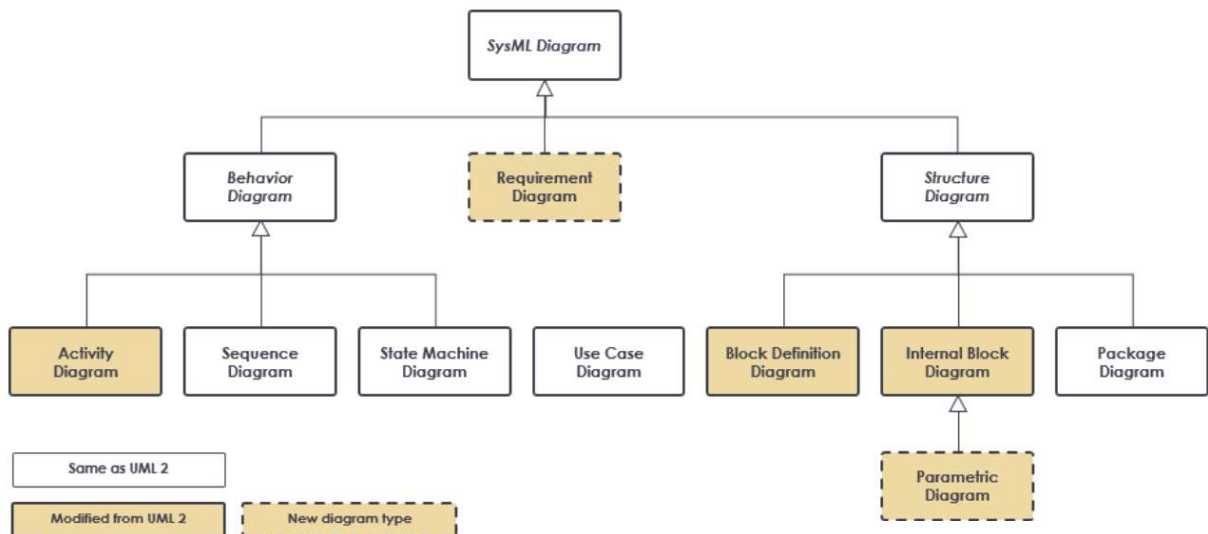 SysML Diagram
Behavior
Diagram
Requirement
Diagram
Structure
Diagram
Activity
Diagram
Sequence
Diagram
State Machine
Diagram
Use Case
Diagram
Block Definition
Diagram
Internal Block
Diagram
Package
Diagram
Parametric
Diagram
Same as UML 2
Modified from UML 2
New diagram type